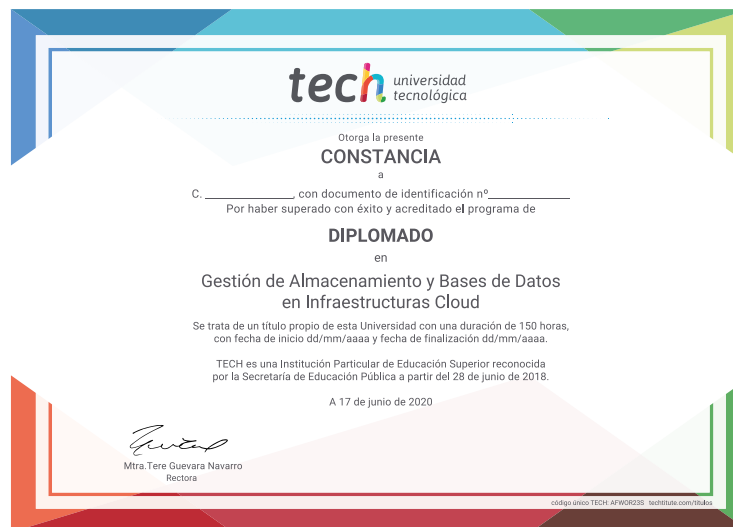 tech universidad
tecnológica
Otorga la presente
CONSTANCIA
a
C. ______________, con documento de identificación nº______________
Por haber superado con éxito y acreditado el programa de
DIPLOMADO
en
Gestión de Almacenamiento y Bases de Datos
en Infraestructuras Cloud
Se trata de un título propio de esta Universidad con una duración de 150 horas,
con fecha de inicio dd/mm/aaaa y fecha de finalización dd/mm/aaaa.
TECH es una Institución Particular de Educación Superior reconocida
por la Secretaría de Educación Pública a partir del 28 de junio de 2018.
A 17 de junio de 2020
Mtra.Tere Guevara Navarro
Rectora
código único TECH: AFWOR23S techtitute.com/titulos